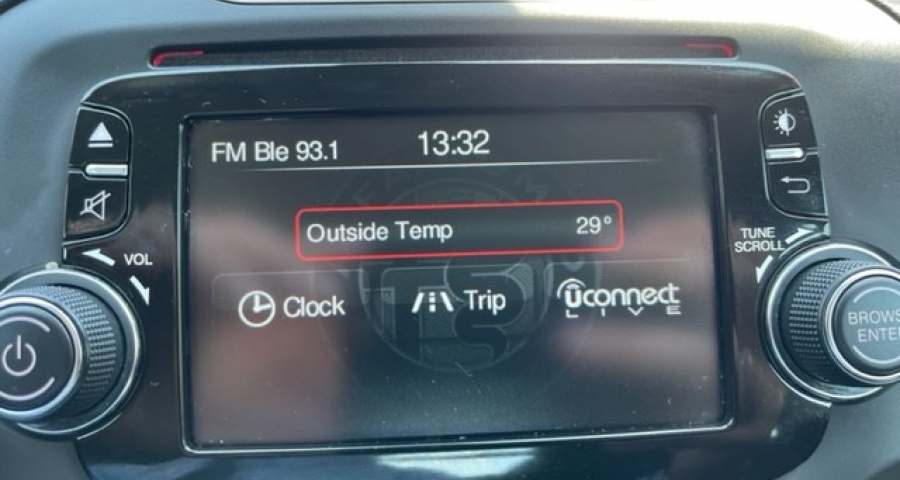 FM Ble 93.1 13:32
Outside Temp 29°
Clock Trip uconnect
LIVE
VOL
TUNE
SCROLL
BROWSE
ENTER